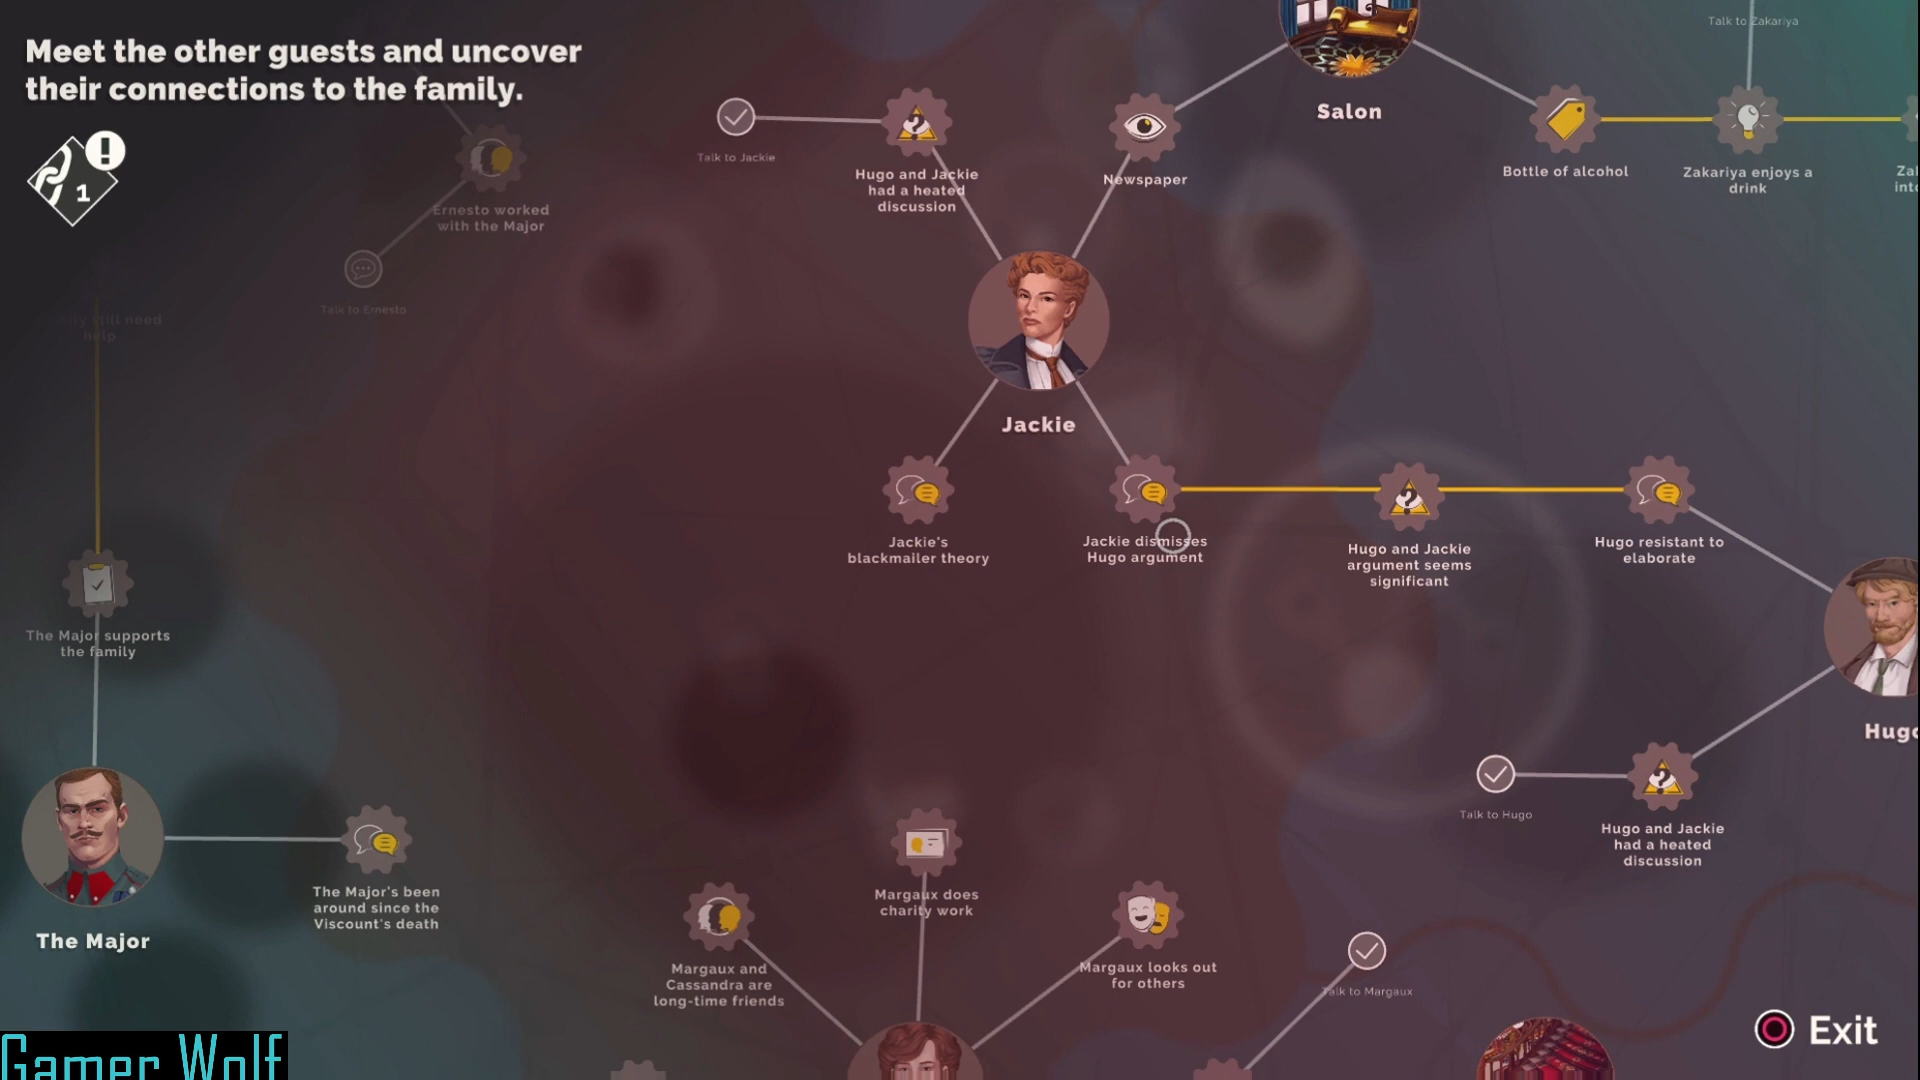 Meet the other guests and uncover
their connections to the family.
1
Talk to Zakariya
Salon
Talk to Jackie
Hugo and Jackie
had a heated
discussion
Newspaper
Bottle of alcohol
Zakariya enjoys a
drink
Ernesto worked
with the Major
Talk to Ernesto
still need
help
Jackie
Jackie's
blackmailer theory
Jackie dismisses
Hugo argument
Hugo and Jackie
argument seems
significant
Hugo resistant to
elaborate
The Major supports
the family
Hugo
Talk to Hugo
Hugo and Jackie
had a heated
discussion
The Major's been
around since the
Viscount's death
The Major
Margaux does
charity work
Margaux and
Cassandra are
long-time friends
Margaux looks out
for others
Talk to Margaux
Exit
Gamer Wolf